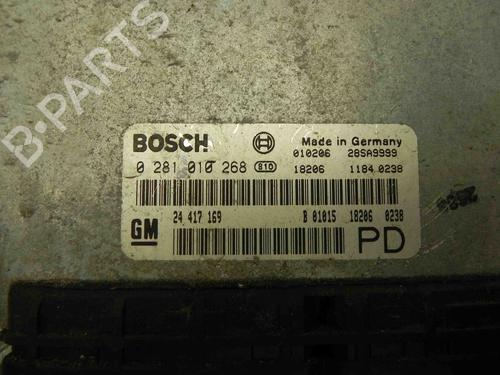 B-PARTS
BOSCH
Made in Germany
010206 28SA9999
0 281 010 268 810
18206 1184 0238
GM
24 417 169
B 01015 18206 0238
PD